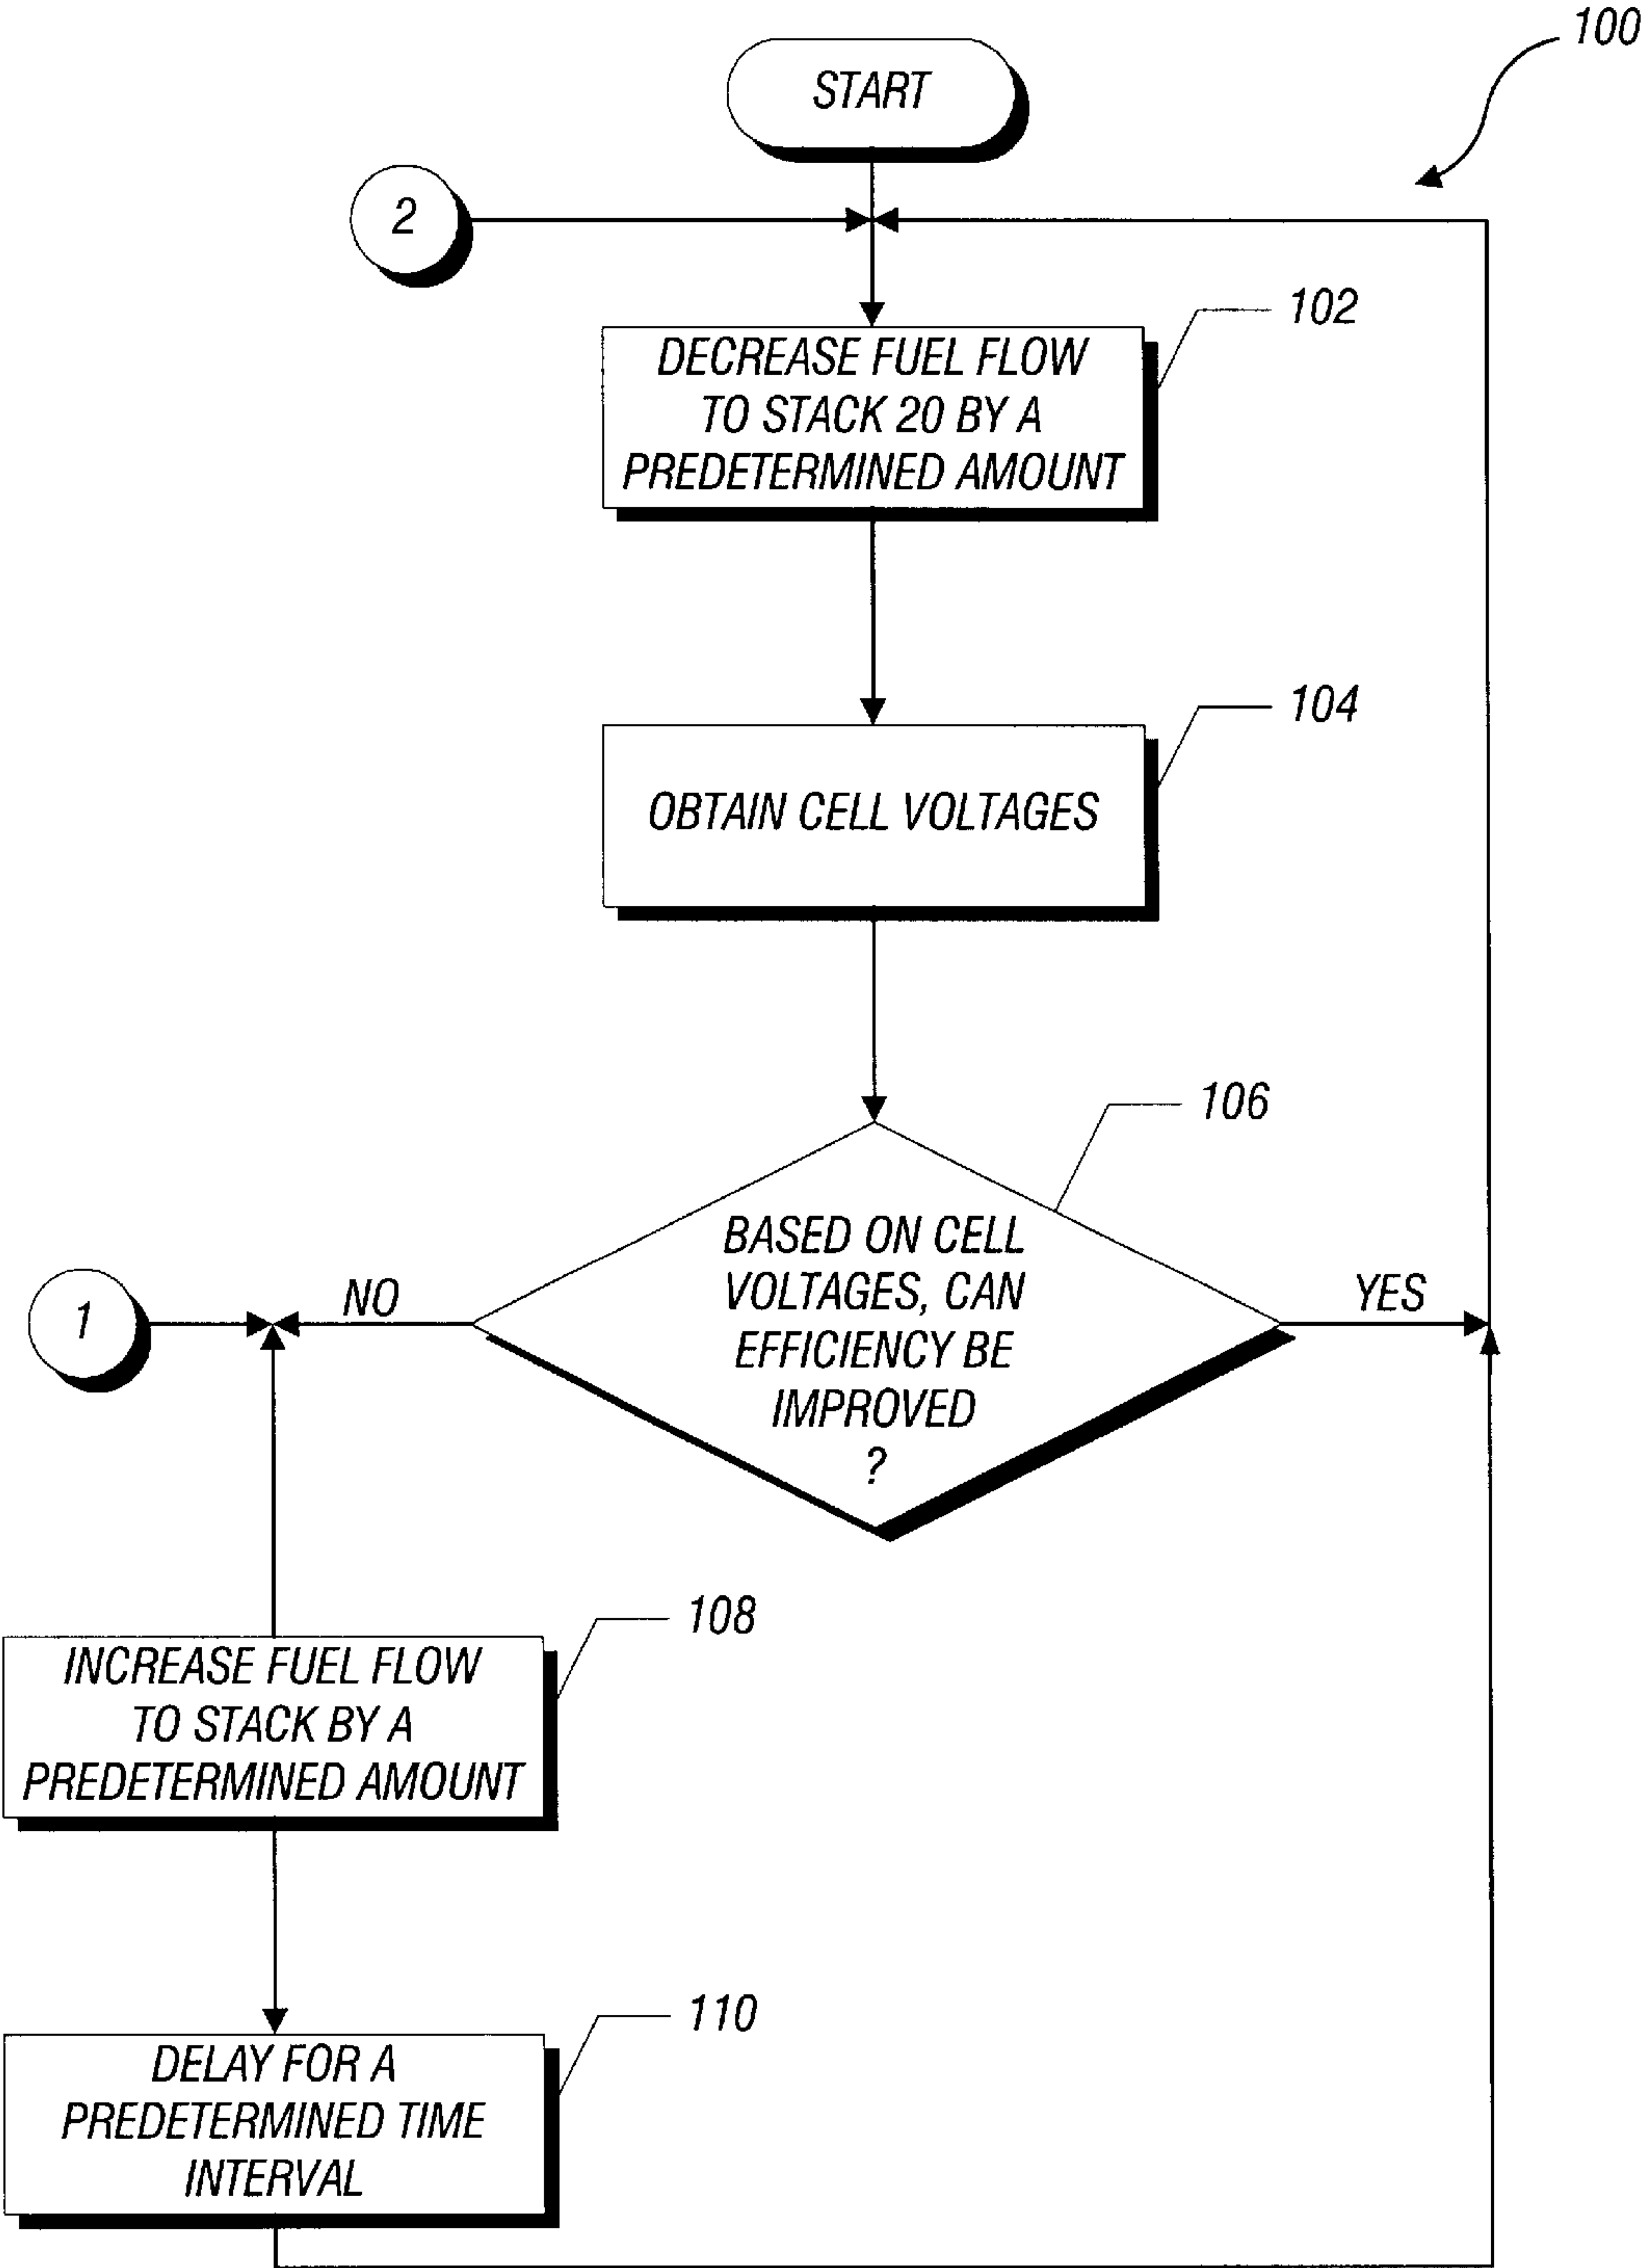 100
START
2
102
DECREASE FUEL FLOW
TO STACK 20 BY A
PREDETERMINED AMOUNT
104
OBTAIN CELL VOLTAGES
106
BASED ON CELL
VOLTAGES, CAN
EFFICIENCY BE
IMPROVED
?
1
NO
YES
108
INCREASE FUEL FLOW
TO STACK BY A
PREDETERMINED AMOUNT
110
DELAY FOR A
PREDETERMINED TIME
INTERVAL